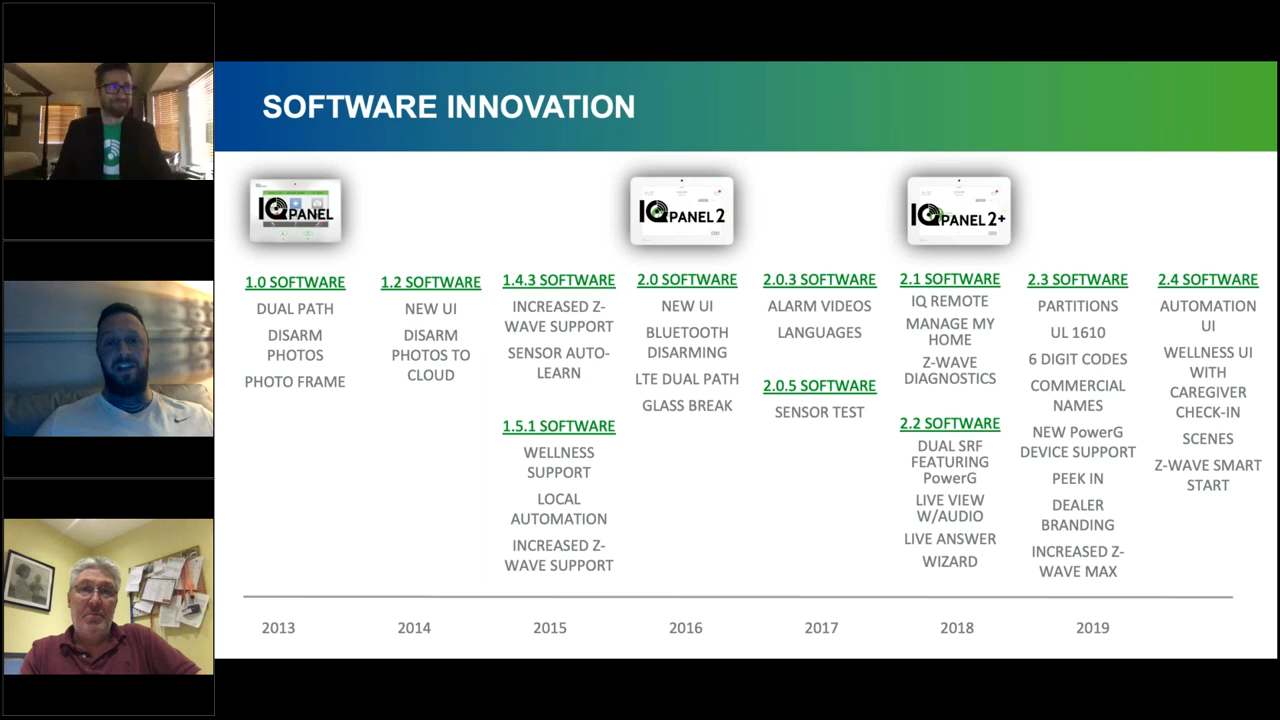 SOFTWARE INNOVATION
IQ PANEL
IQ PANEL 2
IQ PANEL 2+
1.0 SOFTWARE
DUAL PATH
DISARM
PHOTOS
PHOTO FRAME
1.2 SOFTWARE
NEW UI
DISARM
PHOTOS TO
CLOUD
1.4.3 SOFTWARE
INCREASED Z-
WAVE SUPPORT
SENSOR AUTO-
LEARN
1.5.1 SOFTWARE
WELLNESS
SUPPORT
LOCAL
AUTOMATION
INCREASED Z-
WAVE SUPPORT
2.0 SOFTWARE
NEW UI
BLUETOOTH
DISARMING
LTE DUAL PATH
GLASS BREAK
2.0.3 SOFTWARE
ALARM VIDEOS
LANGUAGES
2.0.5 SOFTWARE
SENSOR TEST
2.1 SOFTWARE
IQ REMOTE
MANAGE MY
HOME
Z-WAVE
DIAGNOSTICS
2.2 SOFTWARE
DUAL SRF
FEATURING
PowerG
LIVE VIEW
W/AUDIO
LIVE ANSWER
WIZARD
2.3 SOFTWARE
PARTITIONS
UL 1610
6 DIGIT CODES
COMMERCIAL
NAMES
NEW PowerG
DEVICE SUPPORT
PEEK IN
DEALER
BRANDING
INCREASED Z-
WAVE MAX
2.4 SOFTWARE
AUTOMATION
UI
WELLNESS UI
WITH
CAREGIVER
CHECK-IN
SCENES
Z-WAVE SMART
START
2013
2014
2015
2016
2017
2018
2019